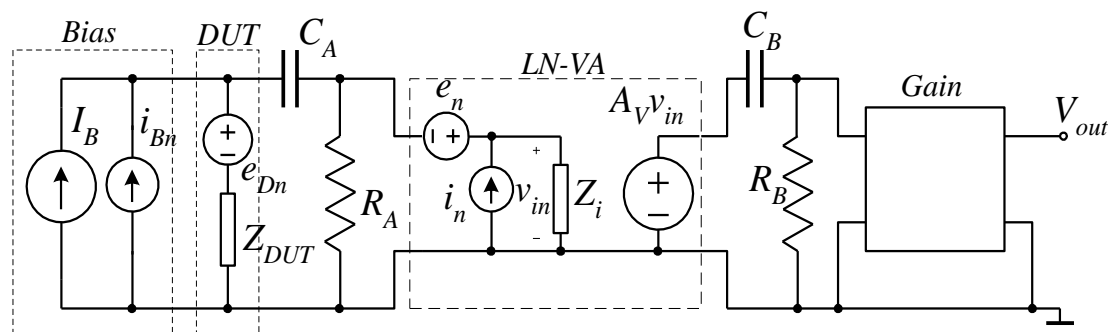 Bias
DUT
C_A
LN-VA
C_B
Gain
e_n
A_V v_in
V_out
I_B
i_Bn
+
−
e_Dn
Z_DUT
R_A
− +
i_n
+
v_in
−
Z_i
+
−
R_B